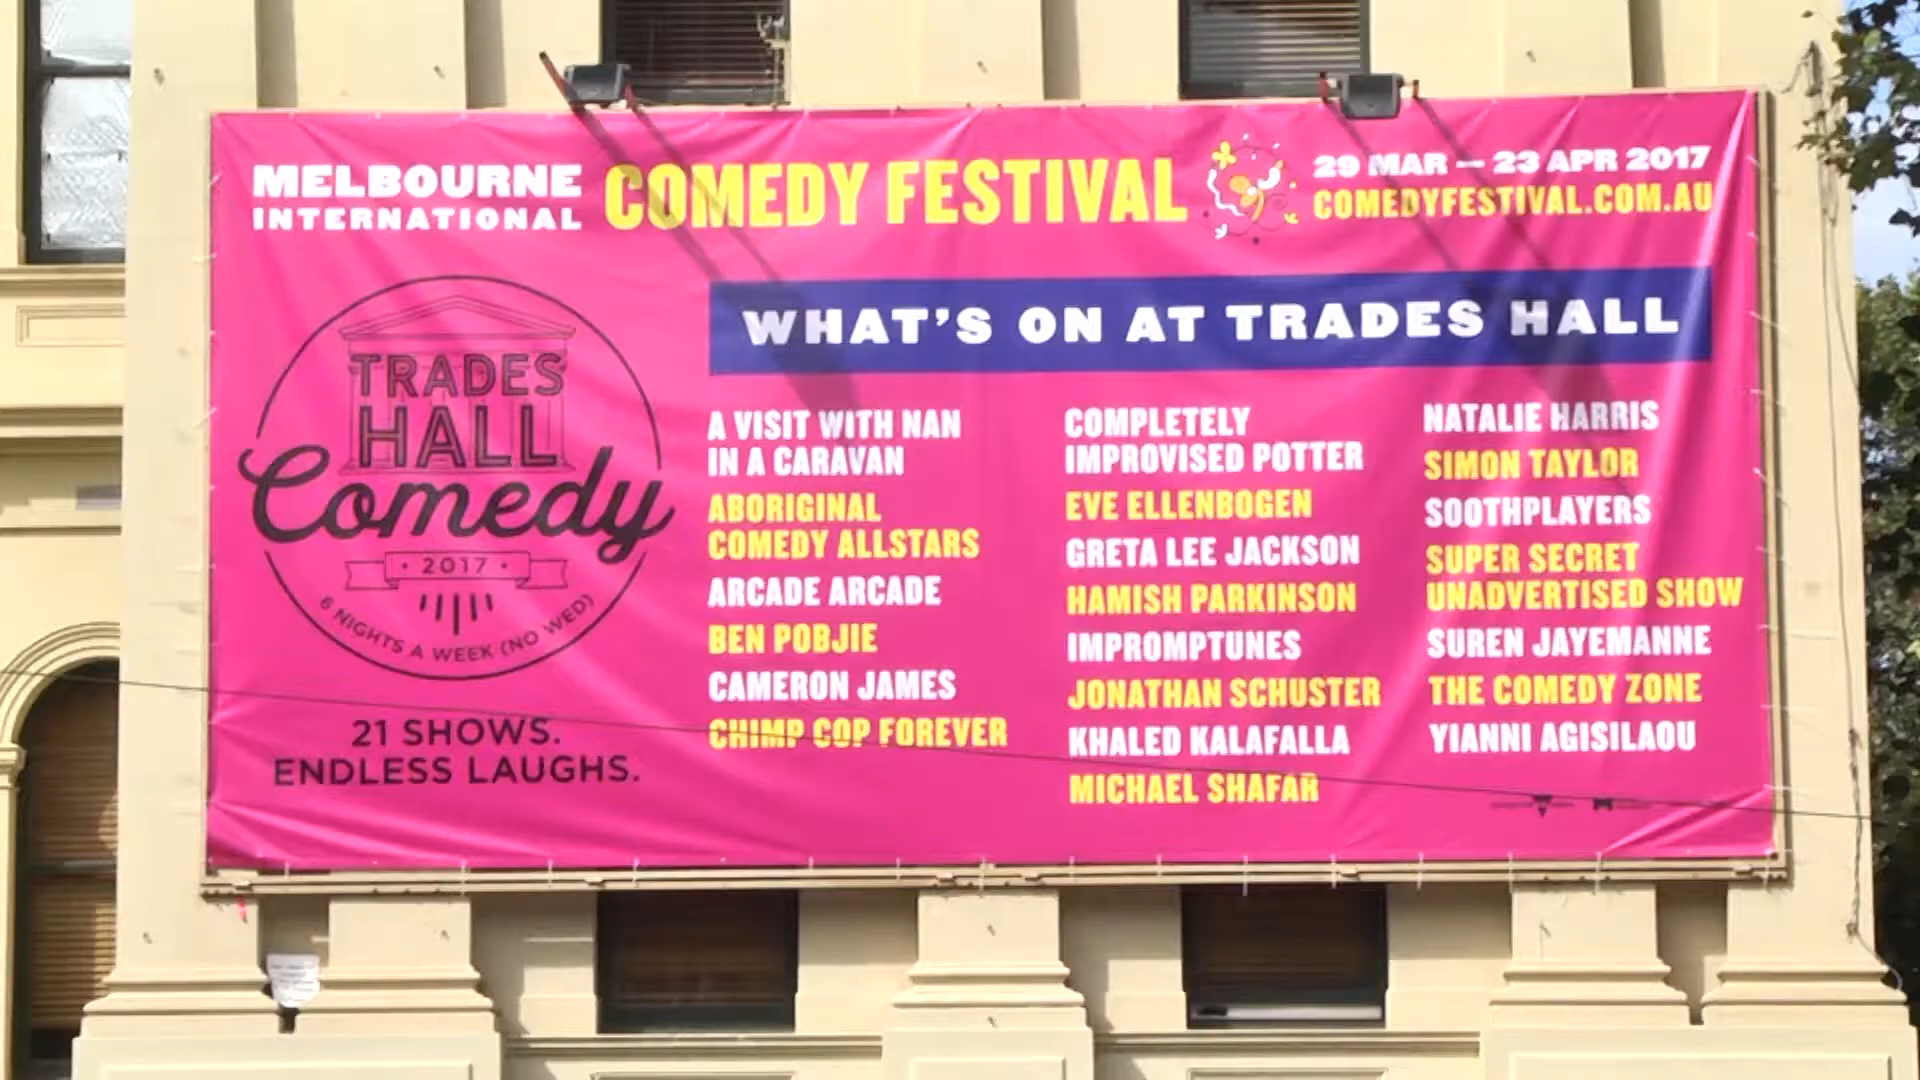 MELBOURNE
INTERNATIONAL
COMEDY FESTIVAL
29 MAR — 23 APR 2017
COMEDYFESTIVAL.COM.AU
TRADES
HALL
Comedy
• 2017 •
6 NIGHTS A WEEK (NO WED)
21 SHOWS.
ENDLESS LAUGHS.
WHAT'S ON AT TRADES HALL
A VISIT WITH NAN
IN A CARAVAN
ABORIGINAL
COMEDY ALLSTARS
ARCADE ARCADE
BEN POBJIE
CAMERON JAMES
CHIMP COP FOREVER
COMPLETELY
IMPROVISED POTTER
EVE ELLENBOGEN
GRETA LEE JACKSON
HAMISH PARKINSON
IMPROMPTUNES
JONATHAN SCHUSTER
KHALED KALAFALLA
MICHAEL SHAFAR
NATALIE HARRIS
SIMON TAYLOR
SOOTHPLAYERS
SUPER SECRET
UNADVERTISED SHOW
SUREN JAYEMANNE
THE COMEDY ZONE
YIANNI AGISILAOU